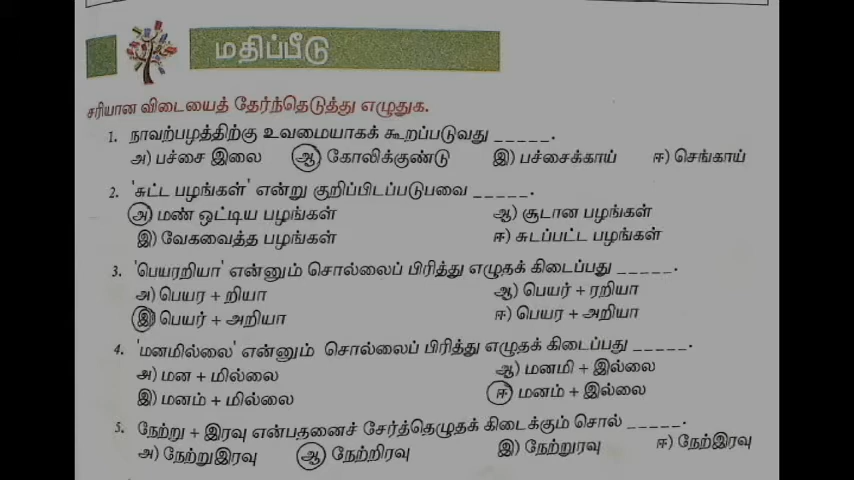 மதிப்பீடு
சரியான விடையைத் தேர்ந்தெடுத்து எழுதுக.
1. நாவற்பழத்திற்கு உவமையாகக் கூறப்படுவது _____.
அ) பச்சை இலை ஆ) கோலிக்குண்டு இ) பச்சைக்காய் ஈ) செங்காய்
2. 'சுட்ட பழங்கள்' என்று குறிப்பிடப்படுபவை _____.
அ) மண் ஒட்டிய பழங்கள் ஆ) சூடான பழங்கள்
இ) வேகவைத்த பழங்கள் ஈ) சுடப்பட்ட பழங்கள்
3. 'பெயரறியா' என்னும் சொல்லைப் பிரித்து எழுதக் கிடைப்பது _____.
அ) பெயர + றியா ஆ) பெயர் + ரறியா
இ) பெயர் + அறியா ஈ) பெயர + அறியா
4. 'மனமில்லை' என்னும் சொல்லைப் பிரித்து எழுதக் கிடைப்பது _____.
அ) மன + மில்லை ஆ) மனமி + இல்லை
இ) மனம் + மில்லை ஈ) மனம் + இல்லை
5. நேற்று + இரவு என்பதனைச் சேர்த்தெழுதக் கிடைக்கும் சொல் _____.
அ) நேற்றுஇரவு ஆ) நேற்றிரவு இ) நேற்றுரவு ஈ) நேற்இரவு